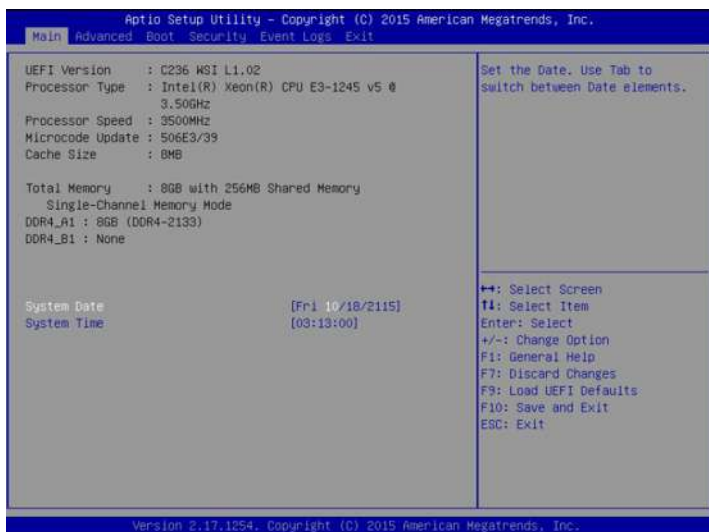 Aptio Setup Utility – Copyright (C) 2015 American Megatrends, Inc.
Main Advanced Boot Security Event Logs Exit
UEFI Version : C236 WSI L1.02
Processor Type : Intel(R) Xeon(R) CPU E3-1245 v5 @
3.50GHz
Processor Speed : 3500MHz
Microcode Update : 506E3/39
Cache Size : 8MB
Total Memory : 8GB with 256MB Shared Memory
Single-Channel Memory Mode
DDR4_A1 : 8GB (DDR4-2133)
DDR4_B1 : None
System Date [Fri 10/18/2115]
System Time [03:13:00]
Set the Date. Use Tab to
switch between Date elements.
↔: Select Screen
↑↓: Select Item
Enter: Select
+/-: Change Option
F1: General Help
F7: Discard Changes
F9: Load UEFI Defaults
F10: Save and Exit
ESC: Exit
Version 2.17.1254. Copyright (C) 2015 American Megatrends, Inc.